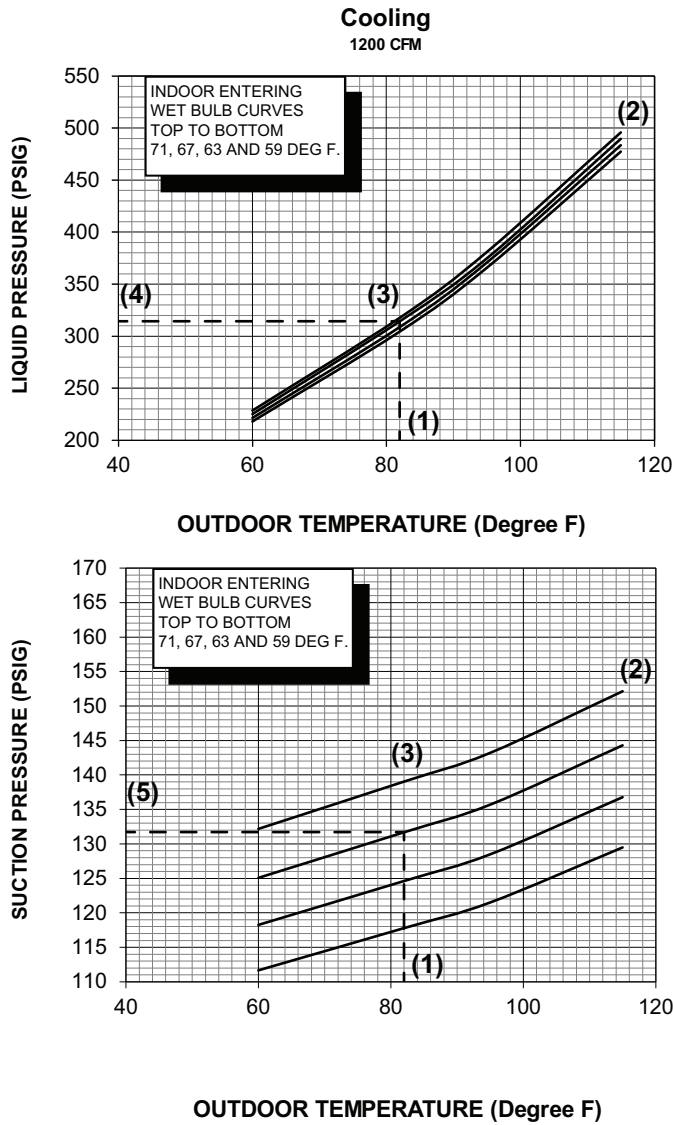 Cooling
1200 CFM
550
500
450
400
350
300
250
200
LIQUID PRESSURE (PSIG)
INDOOR ENTERING
WET BULB CURVES
TOP TO BOTTOM
71, 67, 63 AND 59 DEG F.
(2)
(4)
(3)
(1)
40
60
80
100
120
OUTDOOR TEMPERATURE (Degree F)
170
165
160
155
150
145
140
135
130
125
120
115
110
SUCTION PRESSURE (PSIG)
INDOOR ENTERING
WET BULB CURVES
TOP TO BOTTOM
71, 67, 63 AND 59 DEG F.
(2)
(3)
(5)
(1)
40
60
80
100
120
OUTDOOR TEMPERATURE (Degree F)